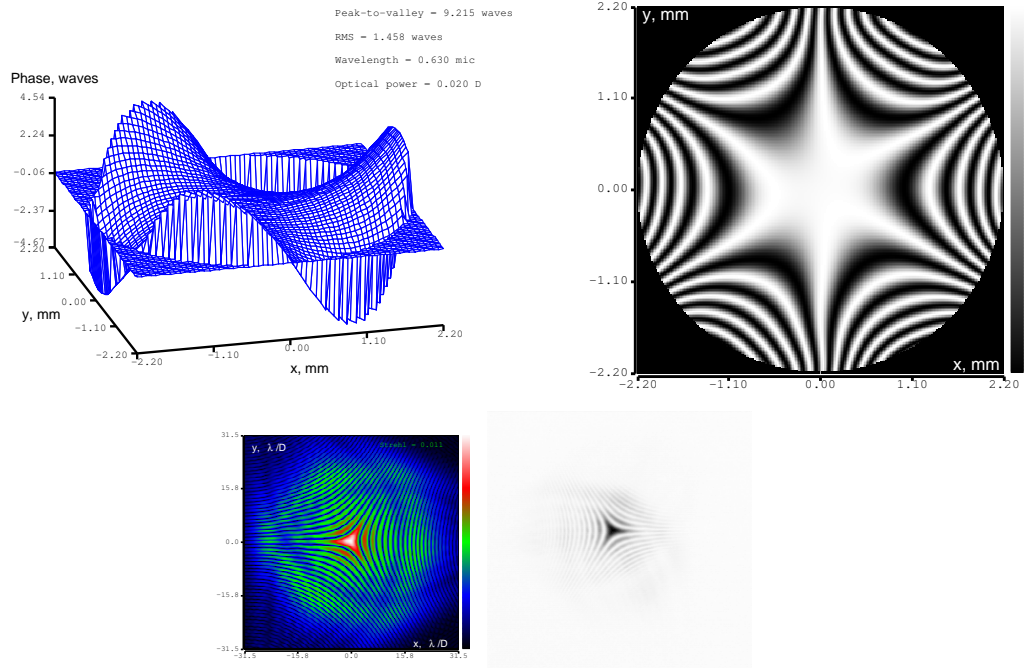 Peak-to-valley = 9.215 waves
RMS = 1.458 waves
Wavelength = 0.630 mic
Optical power = 0.020 D
Phase, waves
4.54
2.24
-0.06
-2.37
-4.67
2.20
1.10
0.00
-1.10
-2.20
y, mm
-2.20
-1.10
0.00
1.10
2.20
x, mm
2.20
1.10
0.00
-1.10
-2.20
y, mm
x, mm
-2.20
-1.10
0.00
1.10
2.20
31.5
15.8
0.0
-15.8
-31.5
y, λ/D
Strehl = 0.011
x, λ/D
-31.5
-15.8
0.0
15.8
31.5